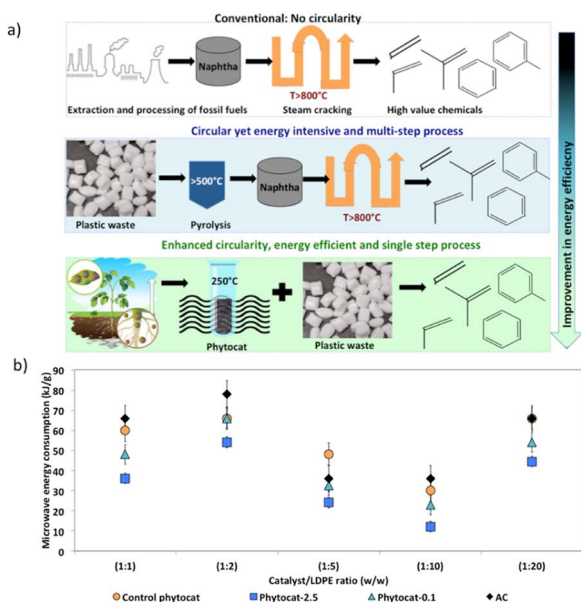 a)
Conventional: No circularity
Naphtha
T>800°C
Extraction and processing of fossil fuels
Steam cracking
High value chemicals
Circular yet energy intensive and multi-step process
>500°C
Naphtha
T>800°C
Plastic waste
Pyrolysis
Enhanced circularity, energy efficient and single step process
250°C
Phytocat
Plastic waste
Improvement in energy efficiecny
b)
Microwave energy consumption (kJ/g)
90
80
70
60
50
40
30
20
10
0
(1:1) (1:2) (1:5) (1:10) (1:20)
Catalyst/LDPE ratio (w/w)
Control phytocat Phytocat-2.5 Phytocat-0.1 AC